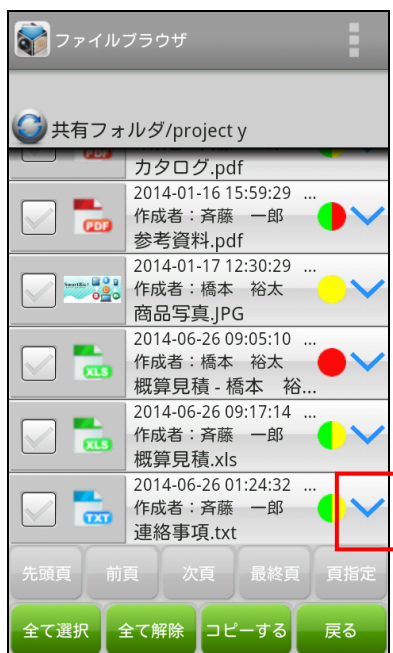 ファイルブラウザ
共有フォルダ/project y
PDF
カタログ.pdf
2014-01-16 15:59:29 ...
作成者：斉藤　一郎
PDF
参考資料.pdf
2014-01-17 12:30:29 ...
作成者：橋本　裕太
商品写真.JPG
2014-06-26 09:05:10 ...
作成者：橋本　裕太
XLS
概算見積 - 橋本　裕...
2014-06-26 09:17:14 ...
作成者：斉藤　一郎
XLS
概算見積.xls
2014-06-26 01:24:32 ...
作成者：斉藤　一郎
TXT
連絡事項.txt
先頭頁 前頁 次頁 最終頁 頁指定
全て選択 全て解除 コピーする 戻る